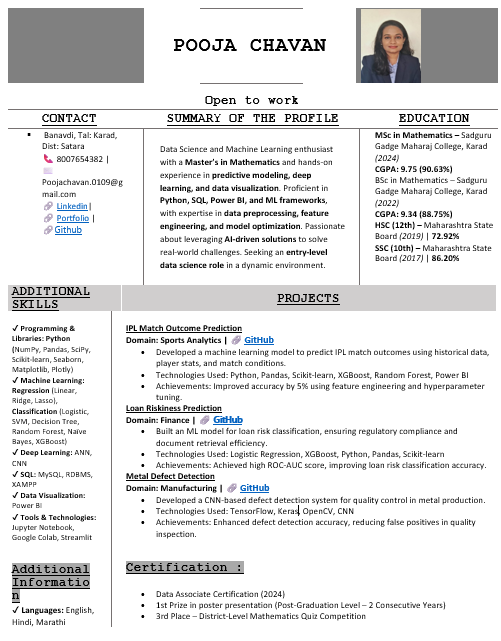 POOJA CHAVAN
Open to work
CONTACT
▪ Banavdi, Tal: Karad,
Dist: Satara
📞 8007654382 |
📧
Poojachavan.0109@g
mail.com
🔗 Linkedin|
🔗 Portfolio |
🔗 Github
SUMMARY OF THE PROFILE
Data Science and Machine Learning enthusiast
with a Master's in Mathematics and hands-on
experience in predictive modeling, deep
learning, and data visualization. Proficient in
Python, SQL, Power BI, and ML frameworks,
with expertise in data preprocessing, feature
engineering, and model optimization. Passionate
about leveraging AI-driven solutions to solve
real-world challenges. Seeking an entry-level
data science role in a dynamic environment.
EDUCATION
MSc in Mathematics – Sadguru
Gadge Maharaj College, Karad
(2024)
CGPA: 9.75 (90.63%)
BSc in Mathematics – Sadguru
Gadge Maharaj College, Karad
(2022)
CGPA: 9.34 (88.75%)
HSC (12th) – Maharashtra State
Board (2019) | 72.92%
SSC (10th) – Maharashtra State
Board (2017) | 86.20%
ADDITIONAL
SKILLS
✓ Programming &
Libraries: Python
(NumPy, Pandas, SciPy,
Scikit-learn, Seaborn,
Matplotlib, Plotly)
✓ Machine Learning:
Regression (Linear,
Ridge, Lasso),
Classification (Logistic,
SVM, Decision Tree,
Random Forest, Naïve
Bayes, XGBoost)
✓ Deep Learning: ANN,
CNN
✓ SQL: MySQL, RDBMS,
XAMPP
✓ Data Visualization:
Power BI
✓ Tools & Technologies:
Jupyter Notebook,
Google Colab, Streamlit
Additional
Informatio
n
✓ Languages: English,
Hindi, Marathi
PROJECTS
IPL Match Outcome Prediction
Domain: Sports Analytics | 🔗 GitHub
• Developed a machine learning model to predict IPL match outcomes using historical data,
player stats, and match conditions.
• Technologies Used: Python, Pandas, Scikit-learn, XGBoost, Random Forest, Power BI
• Achievements: Improved accuracy by 5% using feature engineering and hyperparameter
tuning.
Loan Riskiness Prediction
Domain: Finance | 🔗 GitHub
• Built an ML model for loan risk classification, ensuring regulatory compliance and
document retrieval efficiency.
• Technologies Used: Logistic Regression, XGBoost, Python, Pandas, Scikit-learn
• Achievements: Achieved high ROC-AUC score, improving loan risk classification accuracy.
Metal Defect Detection
Domain: Manufacturing | 🔗 GitHub
• Developed a CNN-based defect detection system for quality control in metal production.
• Technologies Used: TensorFlow, Keras, OpenCV, CNN
• Achievements: Enhanced defect detection accuracy, reducing false positives in quality
inspection.
Certification :
• Data Associate Certification (2024)
• 1st Prize in poster presentation (Post-Graduation Level – 2 Consecutive Years)
• 3rd Place – District-Level Mathematics Quiz Competition